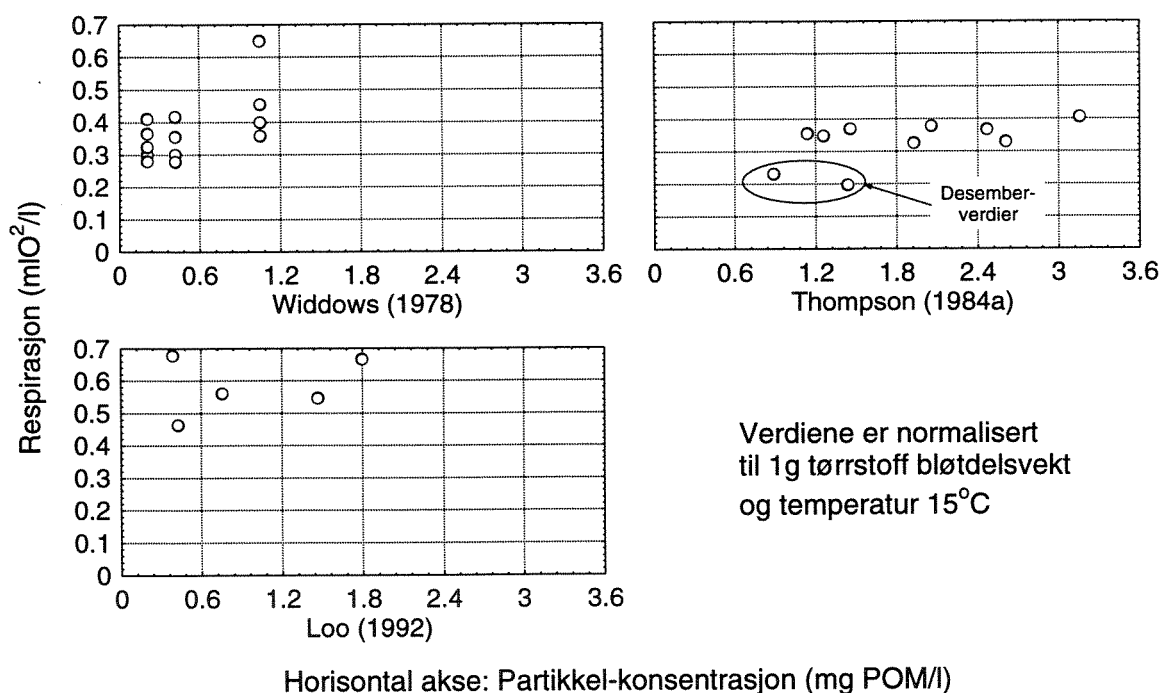 Respirasjon (mlO²/l)
0.7
0.6
0.5
0.4
0.3
0.2
0.1
0
0 0.6 1.2 1.8 2.4 3 3.6
Widdows (1978)
Desember-
verdier
0 0.6 1.2 1.8 2.4 3 3.6
Thompson (1984a)
0.7
0.6
0.5
0.4
0.3
0.2
0.1
0
0 0.6 1.2 1.8 2.4 3 3.6
Loo (1992)
Verdiene er normalisert
til 1g tørrstoff bløtdelsvekt
og temperatur 15°C
Horisontal akse: Partikkel-konsentrasjon (mg POM/l)